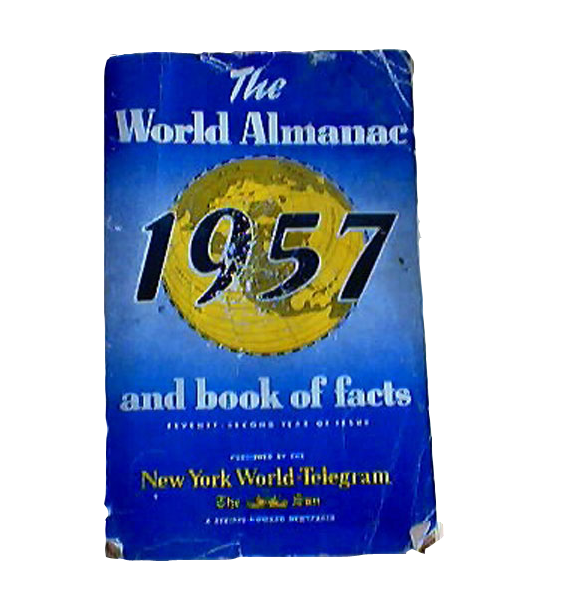 The
World Almanac
1957
and book of facts
SEVENTY-SECOND YEAR OF ISSUE
PUBLISHED BY THE
New York World-Telegram
The Sun
A SCRIPPS-HOWARD NEWSPAPER